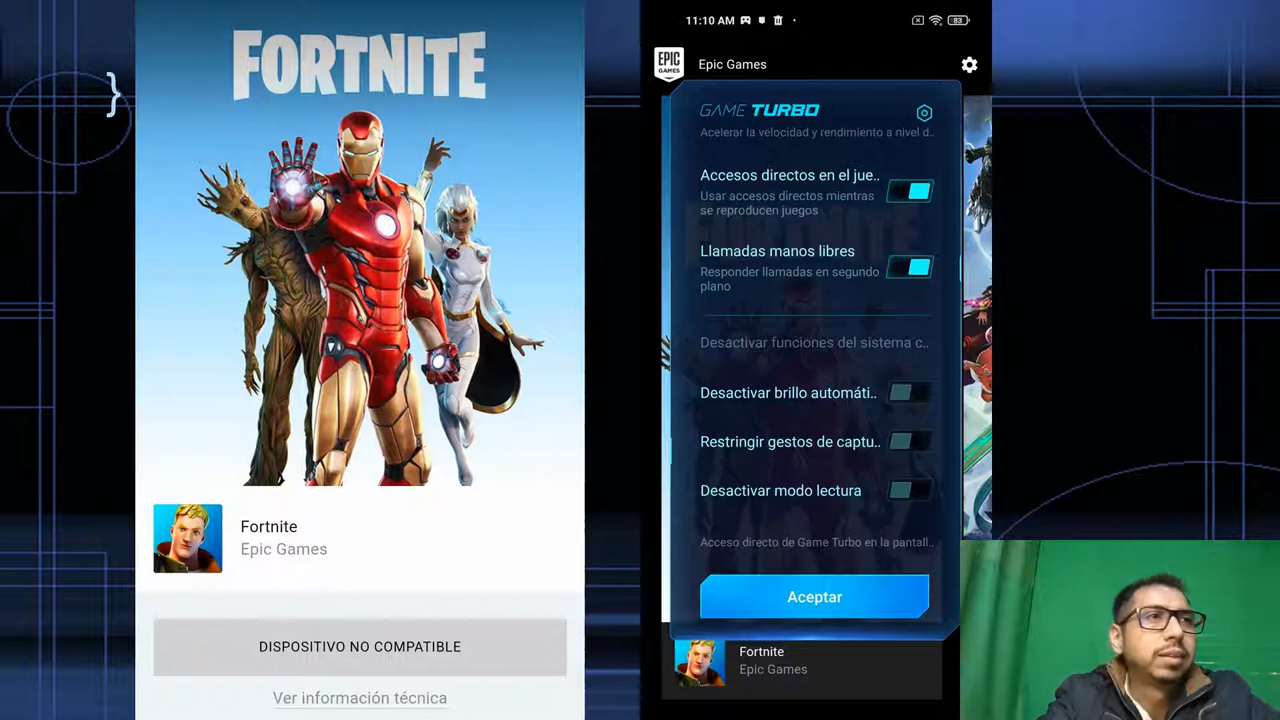 }
FORTNITE
Fortnite
Epic Games
DISPOSITIVO NO COMPATIBLE
Ver información técnica
11:10 AM
83
EPIC
GAMES
Epic Games
GAME TURBO
Acelerar la velocidad y rendimiento a nivel d..
Accesos directos en el jue..
Usar accesos directos mientras
se reproducen juegos
Llamadas manos libres
Responder llamadas en segundo
plano
Desactivar funciones del sistema c..
Desactivar brillo automáti..
Restringir gestos de captu..
Desactivar modo lectura
Acceso directo de Game Turbo en la pantall..
Aceptar
Fortnite
Epic Games